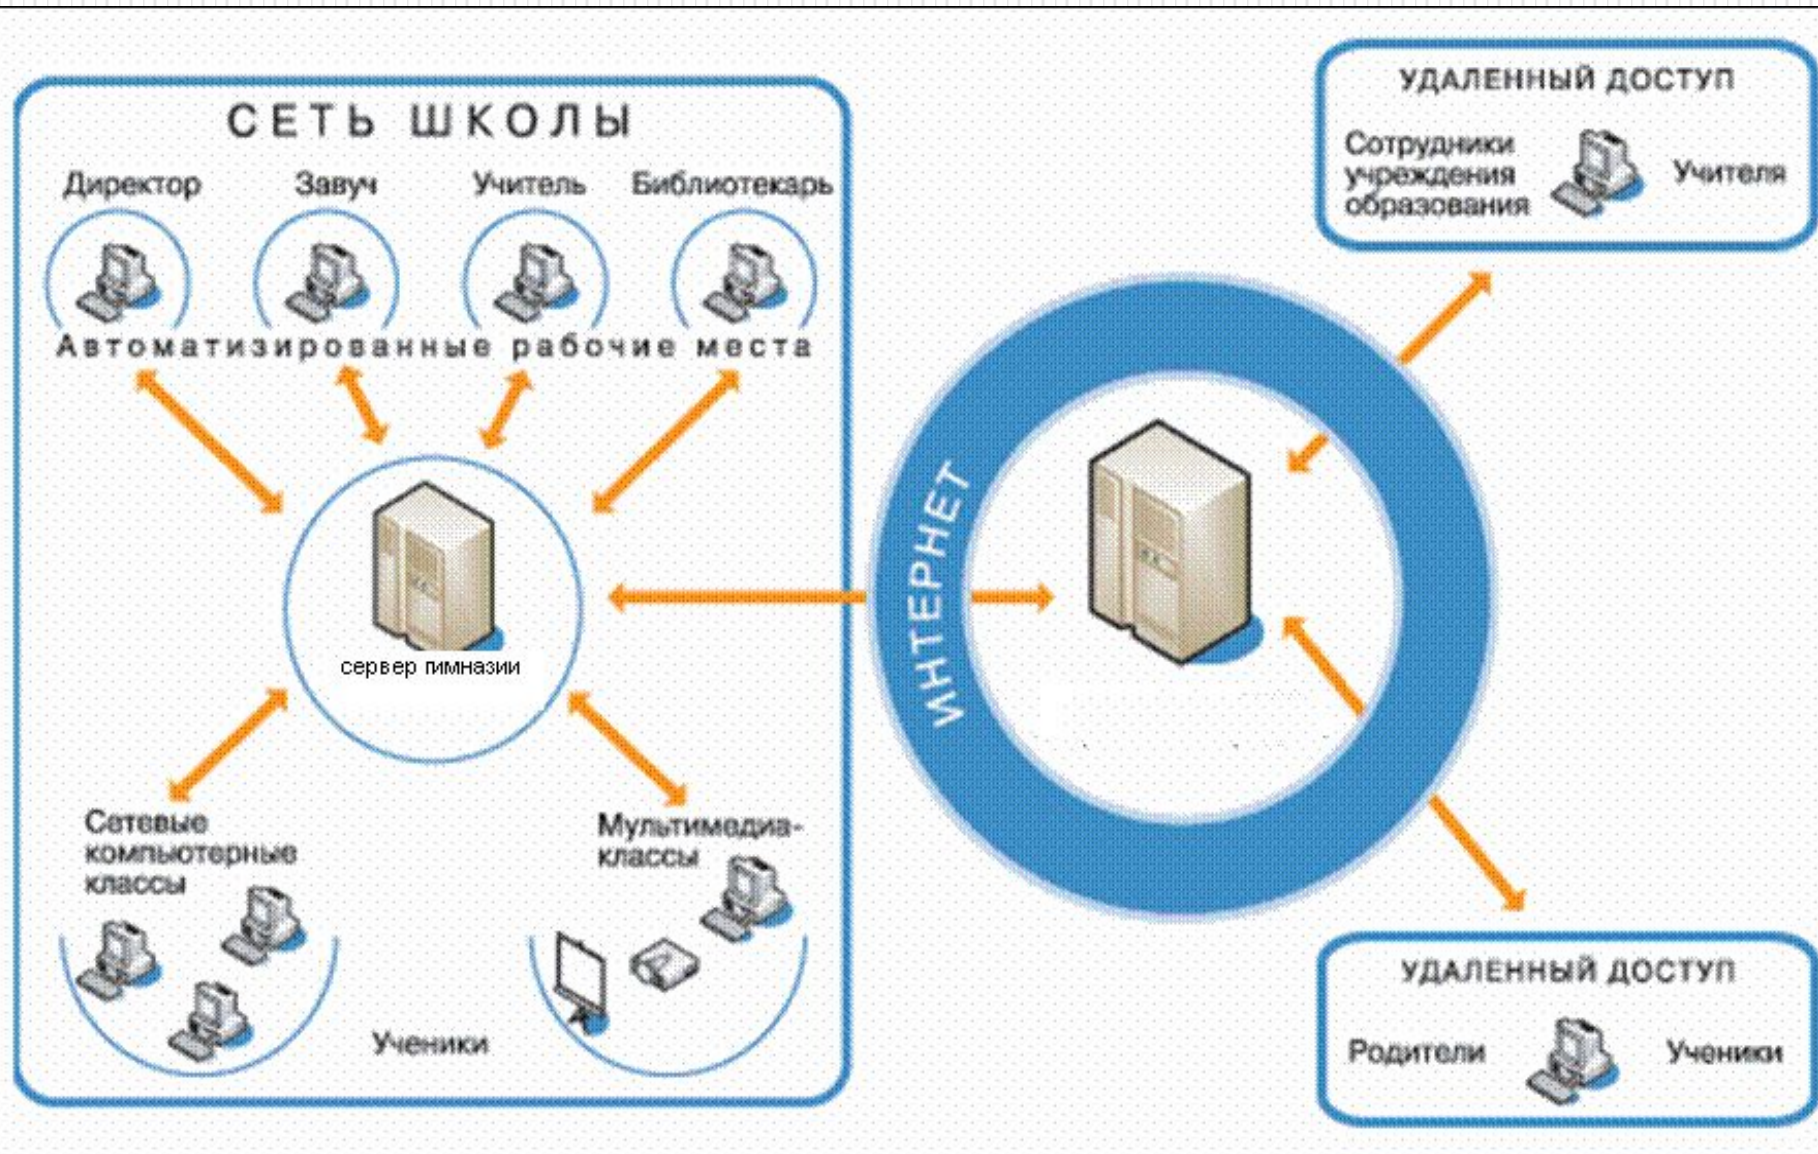 СЕТЬ ШКОЛЫ
Директор
Завуч
Учитель
Библиотекарь
Автоматизированные рабочие места
сервер гимназии
Сетевые
компьютерные
классы
Мультимедиа-
классы
Ученики
ИНТЕРНЕТ
УДАЛЕННЫЙ ДОСТУП
Сотрудники
учреждения
образования
Учителя
УДАЛЕННЫЙ ДОСТУП
Родители
Ученики